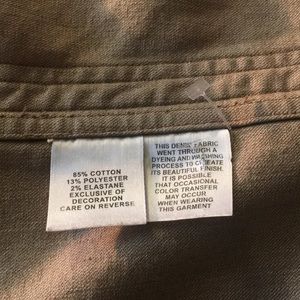 85% COTTON
13% POLYESTER
2% ELASTANE
EXCLUSIVE OF
DECORATION
CARE ON REVERSE
THIS DENIM FABRIC
WENT THROUGH A
DYEING AND WASHING
PROCESS TO CREATE
ITS BEAUTIFUL FINISH.
IT IS POSSIBLE
THAT OCCASIONAL
COLOR TRANSFER
MAY OCCUR
WHEN WEARING
THIS GARMENT